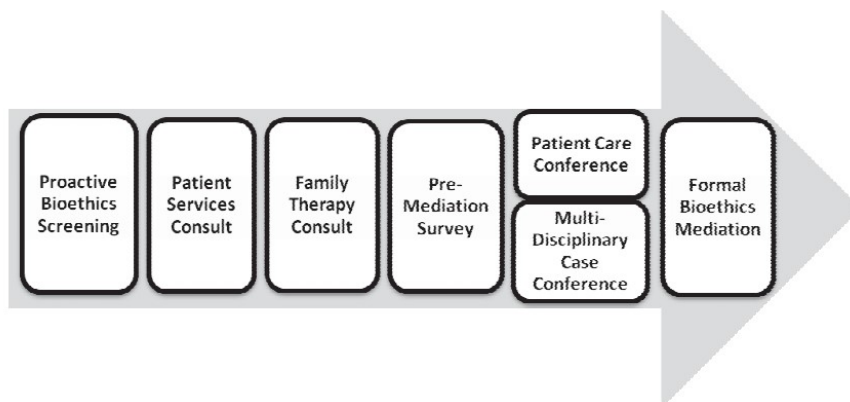 Proactive
Bioethics
Screening
Patient
Services
Consult
Family
Therapy
Consult
Pre-
Mediation
Survey
Patient Care
Conference
Multi-
Disciplinary
Case
Conference
Formal
Bioethics
Mediation